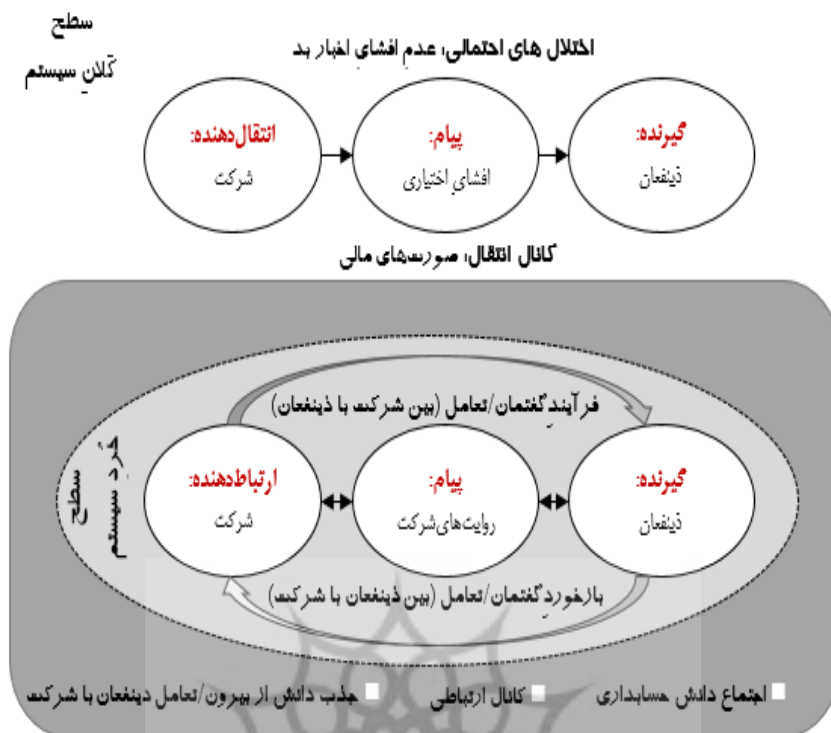 سطح
کلان سیستم
اختلال های احتمالی، عدم افشای اخبار بد
گیرنده:
ذینفعان
پیام:
افشای اختیاری
انتقال‌دهنده:
شرکت
کانال انتقال، صورت‌های مالی
فرآیند گفتمان/تعامل (بین شرکت با ذینفعان)
سطح
خرد سیستم
گیرنده:
ذینفعان
پیام:
روایت‌های شرکت
ارتباط‌دهنده:
شرکت
بازخورد گفتمان/تعامل (بین ذینفعان با شرکت)
اجتماع دانش حسابداری
کانال ارتباطی
جذب دانش از بیرون/تعامل ذینفعان با شرکت